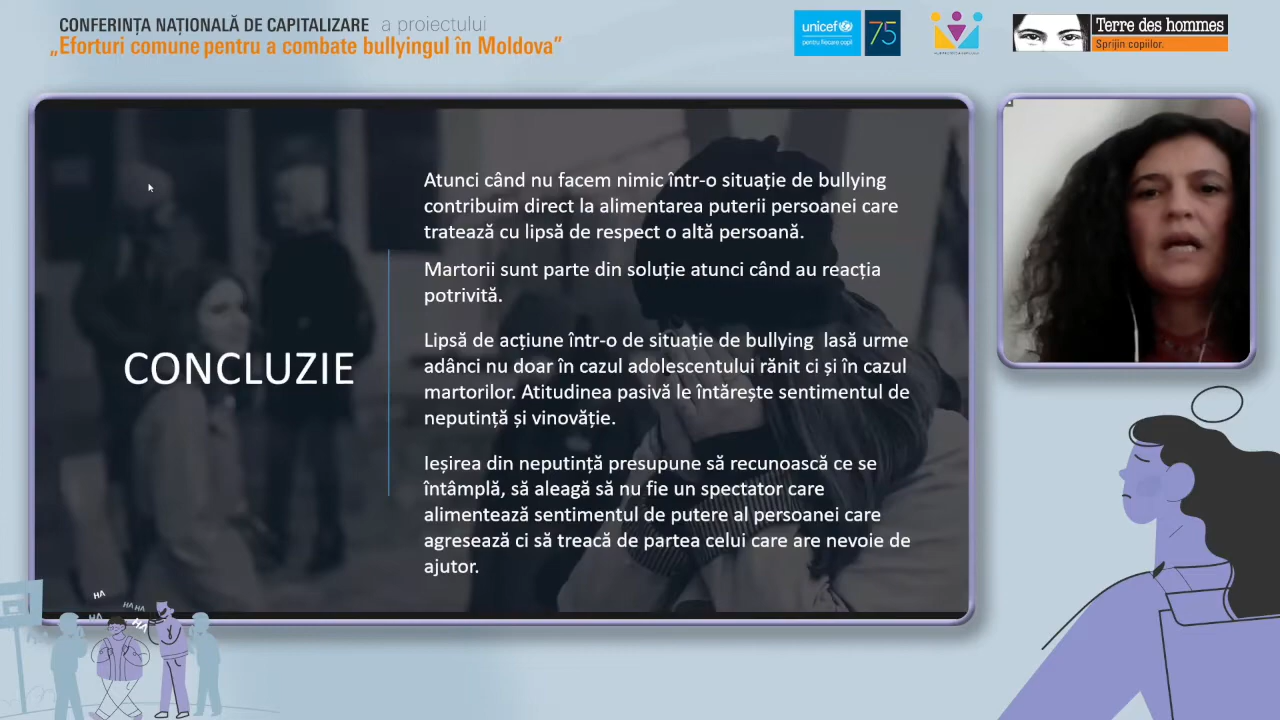 CONFERINȚA NAȚIONALĂ DE CAPITALIZARE a proiectului
„Eforturi comune pentru a combate bullyingul în Moldova”
unicef
pentru fiecare copil
75
Terre des hommes
Sprijin copiilor.
Atunci când nu facem nimic într-o situație de bullying
contribuim direct la alimentarea puterii persoanei care
tratează cu lipsă de respect o altă persoană.
Martorii sunt parte din soluție atunci când au reacția
potrivită.
CONCLUZIE
Lipsă de acțiune într-o de situație de bullying lasă urme
adânci nu doar în cazul adolescentului rănit ci și în cazul
martorilor. Atitudinea pasivă le întărește sentimentul de
neputință și vinovăție.
Ieșirea din neputință presupune să recunoască ce se
întâmplă, să aleagă să nu fie un spectator care
alimentează sentimentul de putere al persoanei care
agresează ci să treacă de partea celui care are nevoie de
ajutor.
HA
HA HA
HA
HA